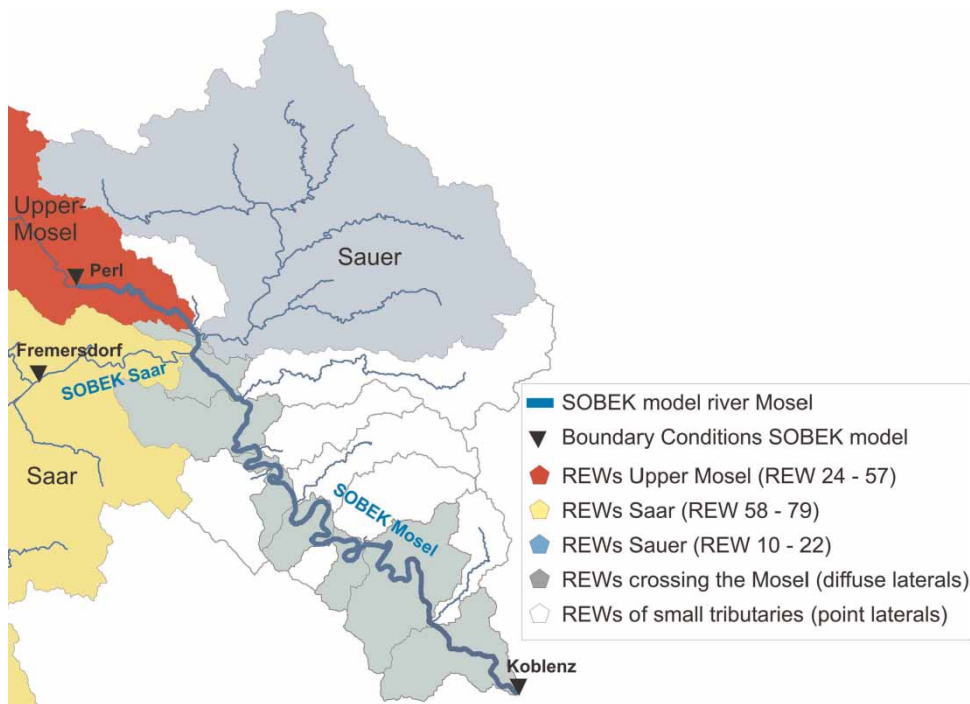 Upper-
Mosel
Perl
Sauer
Fremersdorf
SOBEK Saar
Saar
SOBEK Mosel
Koblenz
SOBEK model river Mosel
Boundary Conditions SOBEK model
REWs Upper Mosel (REW 24 - 57)
REWs Saar (REW 58 - 79)
REWs Sauer (REW 10 - 22)
REWs crossing the Mosel (diffuse laterals)
REWs of small tributaries (point laterals)